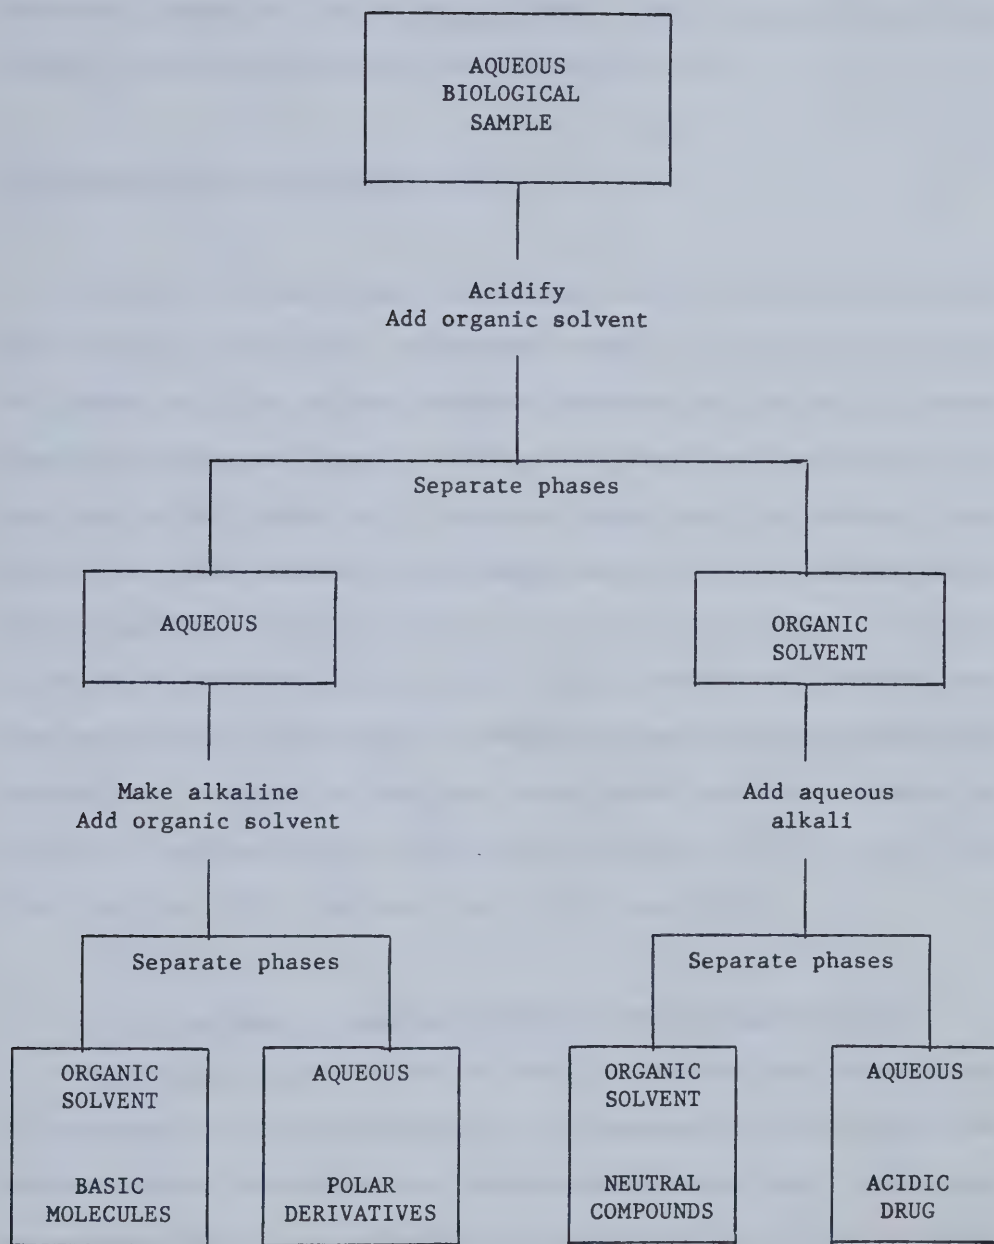 AQUEOUS
BIOLOGICAL
SAMPLE
Acidify
Add organic solvent
Separate phases
AQUEOUS
ORGANIC
SOLVENT
Make alkaline
Add organic solvent
Add aqueous
alkali
Separate phases
Separate phases
ORGANIC
SOLVENT
BASIC
MOLECULES
AQUEOUS
POLAR
DERIVATIVES
ORGANIC
SOLVENT
NEUTRAL
COMPOUNDS
AQUEOUS
ACIDIC
DRUG